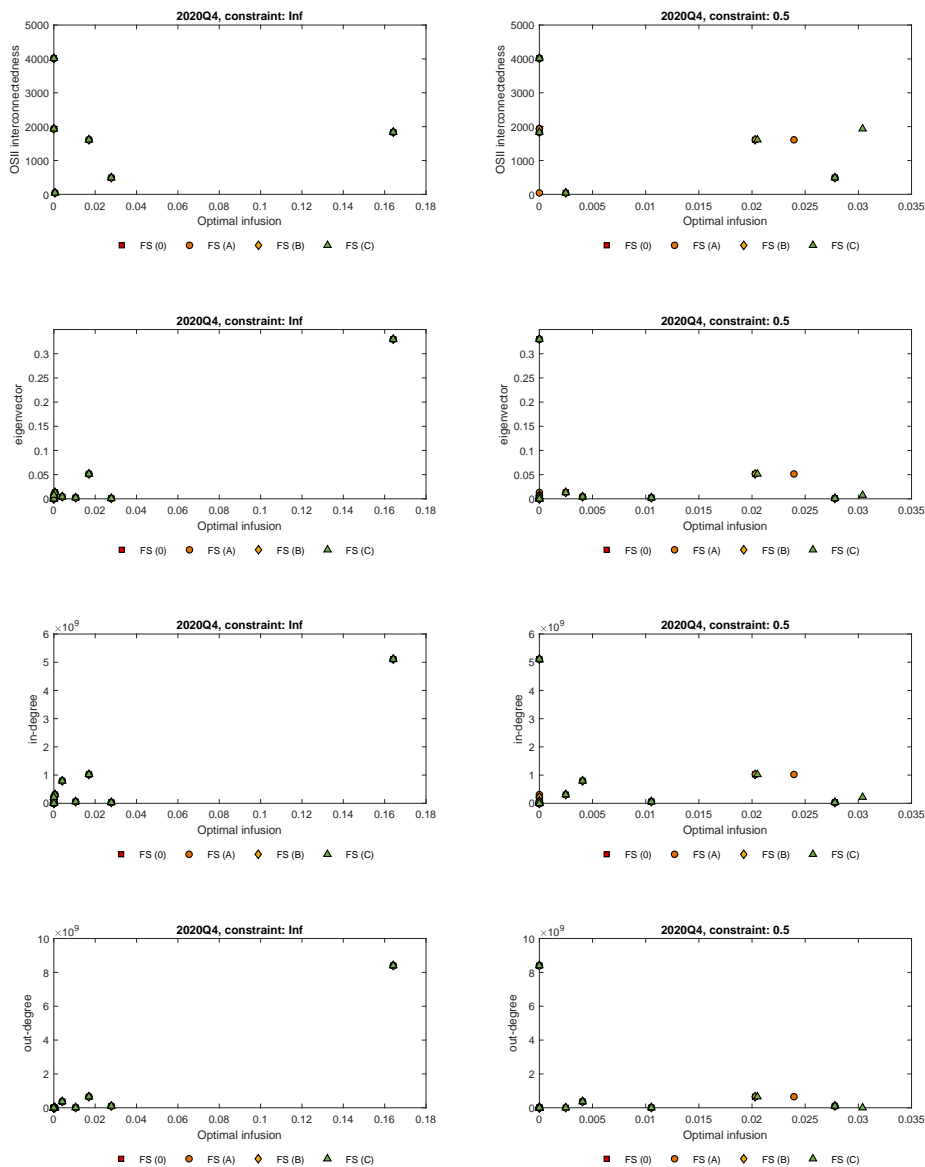 2020Q4, constraint: Inf
5000
4000
3000
2000
1000
0
OSII interconnectedness
0 0.02 0.04 0.06 0.08 0.1 0.12 0.14 0.16 0.18
Optimal infusion
FS (0) FS (A) FS (B) FS (C)
2020Q4, constraint: 0.5
5000
4000
3000
2000
1000
0
OSII interconnectedness
0 0.005 0.01 0.015 0.02 0.025 0.03 0.035
Optimal infusion
FS (0) FS (A) FS (B) FS (C)
2020Q4, constraint: Inf
0.3
0.25
0.2
0.15
0.1
0.05
0
eigenvector
0 0.02 0.04 0.06 0.08 0.1 0.12 0.14 0.16 0.18
Optimal infusion
FS (0) FS (A) FS (B) FS (C)
2020Q4, constraint: 0.5
0.3
0.25
0.2
0.15
0.1
0.05
0
eigenvector
0 0.005 0.01 0.015 0.02 0.025 0.03 0.035
Optimal infusion
FS (0) FS (A) FS (B) FS (C)
2020Q4, constraint: Inf
×10⁹
6
5
4
3
2
1
0
in-degree
0 0.02 0.04 0.06 0.08 0.1 0.12 0.14 0.16 0.18
Optimal infusion
FS (0) FS (A) FS (B) FS (C)
2020Q4, constraint: 0.5
×10⁹
6
5
4
3
2
1
0
in-degree
0 0.005 0.01 0.015 0.02 0.025 0.03 0.035
Optimal infusion
FS (0) FS (A) FS (B) FS (C)
2020Q4, constraint: Inf
×10⁹
10
8
6
4
2
0
out-degree
0 0.02 0.04 0.06 0.08 0.1 0.12 0.14 0.16 0.18
Optimal infusion
FS (0) FS (A) FS (B) FS (C)
2020Q4, constraint: 0.5
×10⁹
10
8
6
4
2
0
out-degree
0 0.005 0.01 0.015 0.02 0.025 0.03 0.035
Optimal infusion
FS (0) FS (A) FS (B) FS (C)